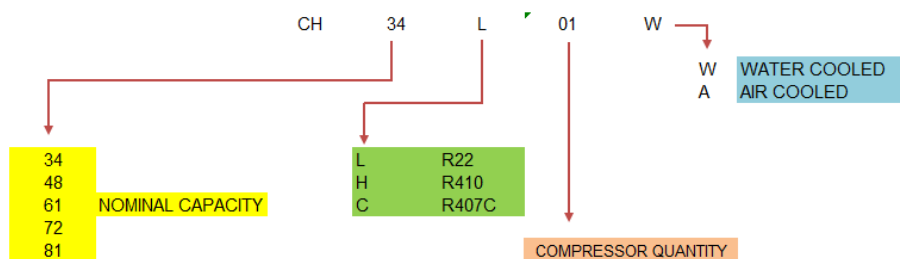 CH 34 L 01 W
W WATER COOLED
A AIR COOLED
34 L R22
48 H R410
61 NOMINAL CAPACITY C R407C
72
81 COMPRESSOR QUANTITY